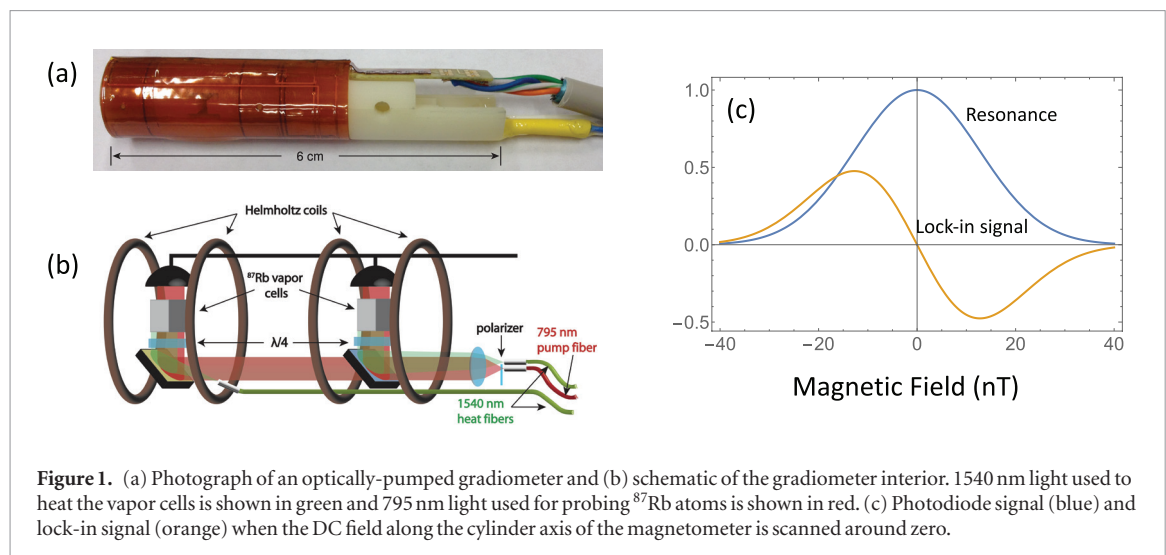 (a)
6 cm
(b)
Helmholtz coils
⁸⁷Rb vapor
cells
λ/4
polarizer
795 nm
pump fiber
1540 nm
heat fibers
(c)
Resonance
Lock-in signal
1.0
0.5
0.0
−0.5
−40
−20
0
20
40
Magnetic Field (nT)
Figure 1. (a) Photograph of an optically-pumped gradiometer and (b) schematic of the gradiometer interior. 1540 nm light used to
heat the vapor cells is shown in green and 795 nm light used for probing ⁸⁷Rb atoms is shown in red. (c) Photodiode signal (blue) and
lock-in signal (orange) when the DC field along the cylinder axis of the magnetometer is scanned around zero.